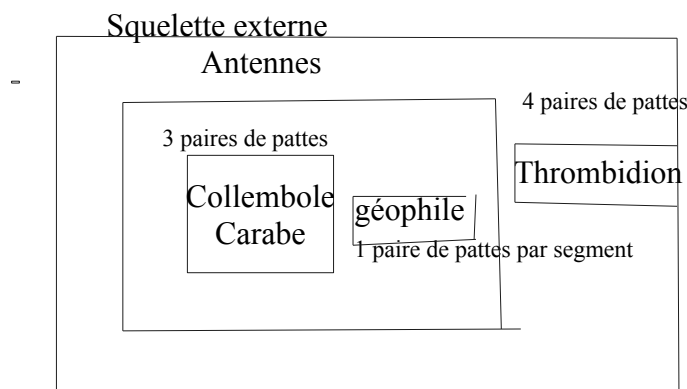 Squelette externe
Antennes
4 paires de pattes
3 paires de pattes
Thrombidion
Collembole
Carabe
géophile
1 paire de pattes par segment